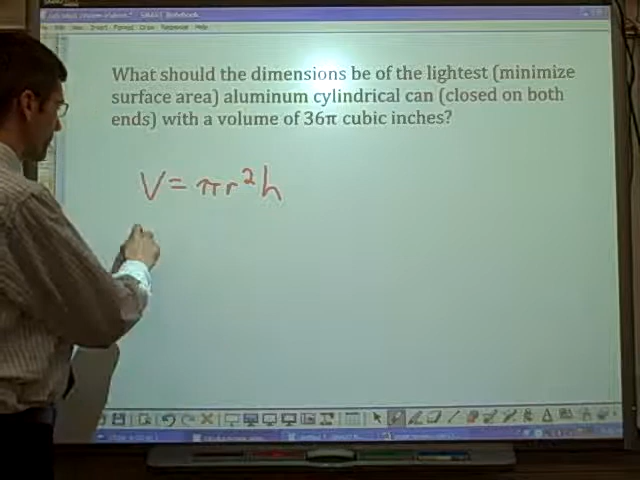 What should the dimensions be of the lightest (minimize
surface area) aluminum cylindrical can (closed on both
ends) with a volume of 36π cubic inches?
V = πr²h